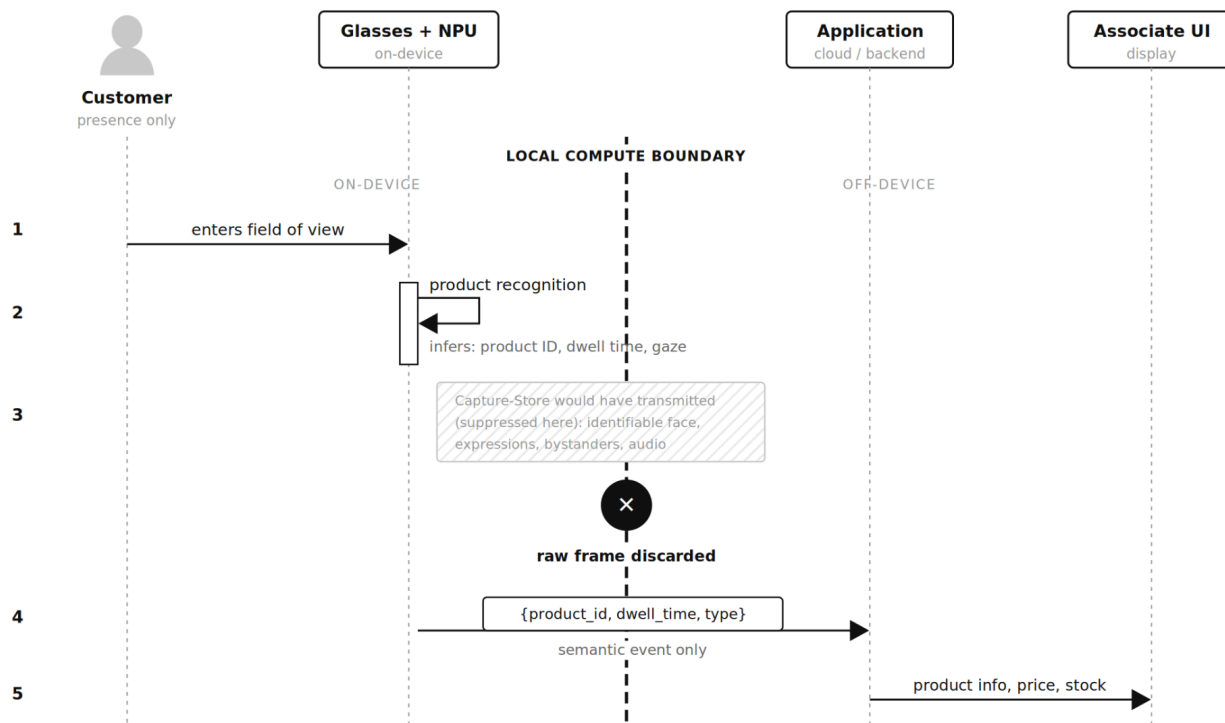 Glasses + NPU
on-device
Application
cloud / backend
Associate UI
display
Customer
presence only
LOCAL COMPUTE BOUNDARY
ON-DEVICE
OFF-DEVICE
1
enters field of view
2
product recognition
infers: product ID, dwell time, gaze
3
Capture-Store would have transmitted
(suppressed here): identifiable face,
expressions, bystanders, audio
✕
raw frame discarded
4
{product_id, dwell_time, type}
semantic event only
5
product info, price, stock